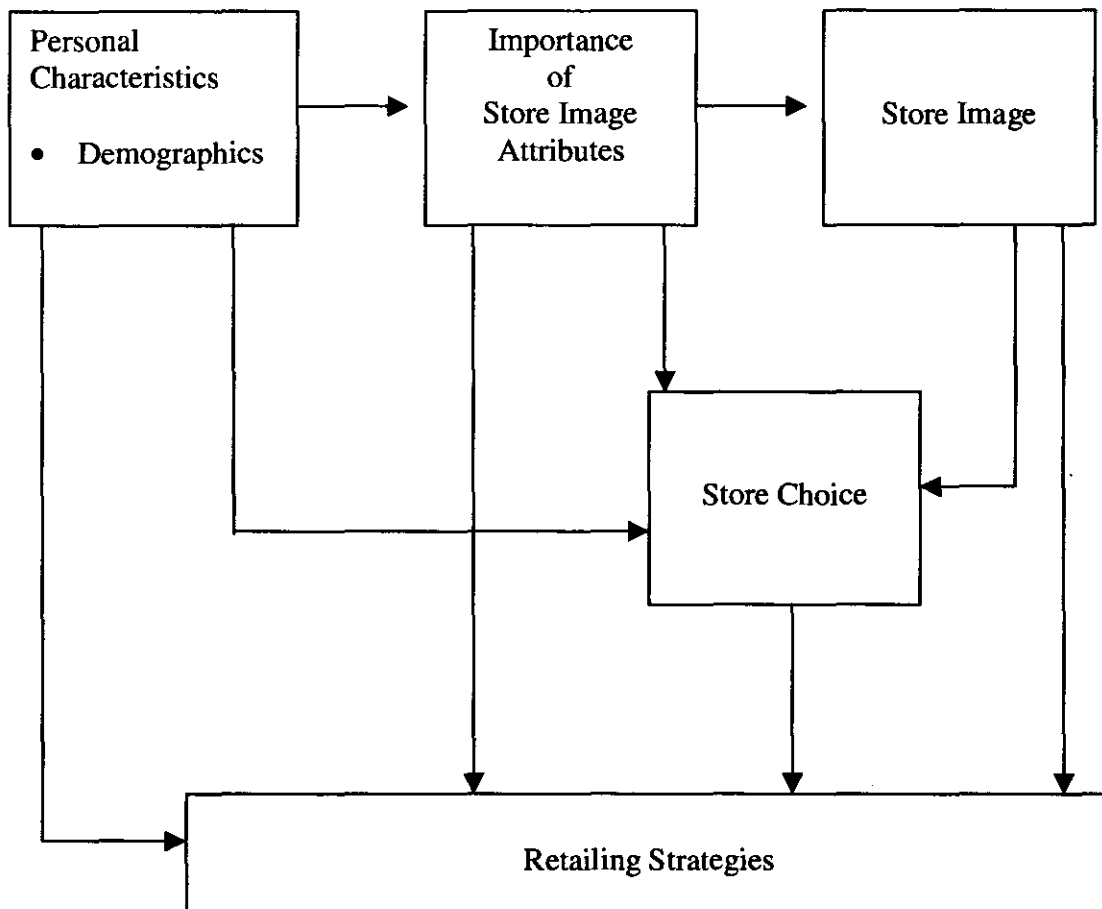 Personal
Characteristics
• Demographics
Importance
of
Store Image
Attributes
Store Image
Store Choice
Retailing Strategies